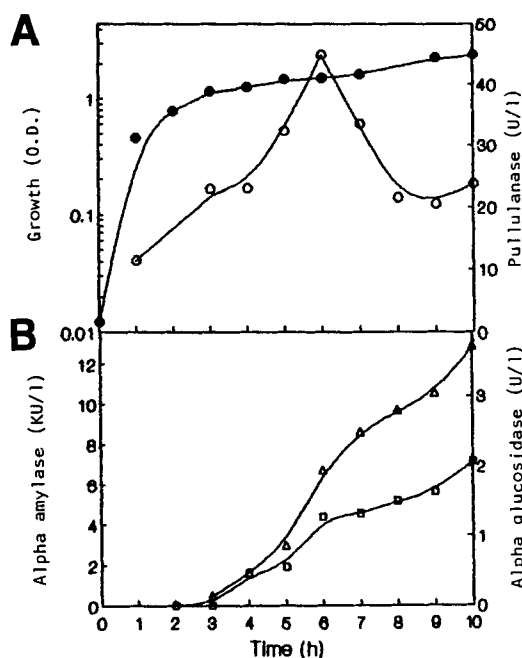 A
Growth (O.D.)
1
0.1
0.01
50
40
30
20
10
0
Pullulanase (U/l)
B
Alpha amylase (KU/l)
12
10
8
6
4
2
0
3
2
1
0
Alpha glucosidase (U/l)
0 1 2 3 4 5 6 7 8 9 10
Time (h)